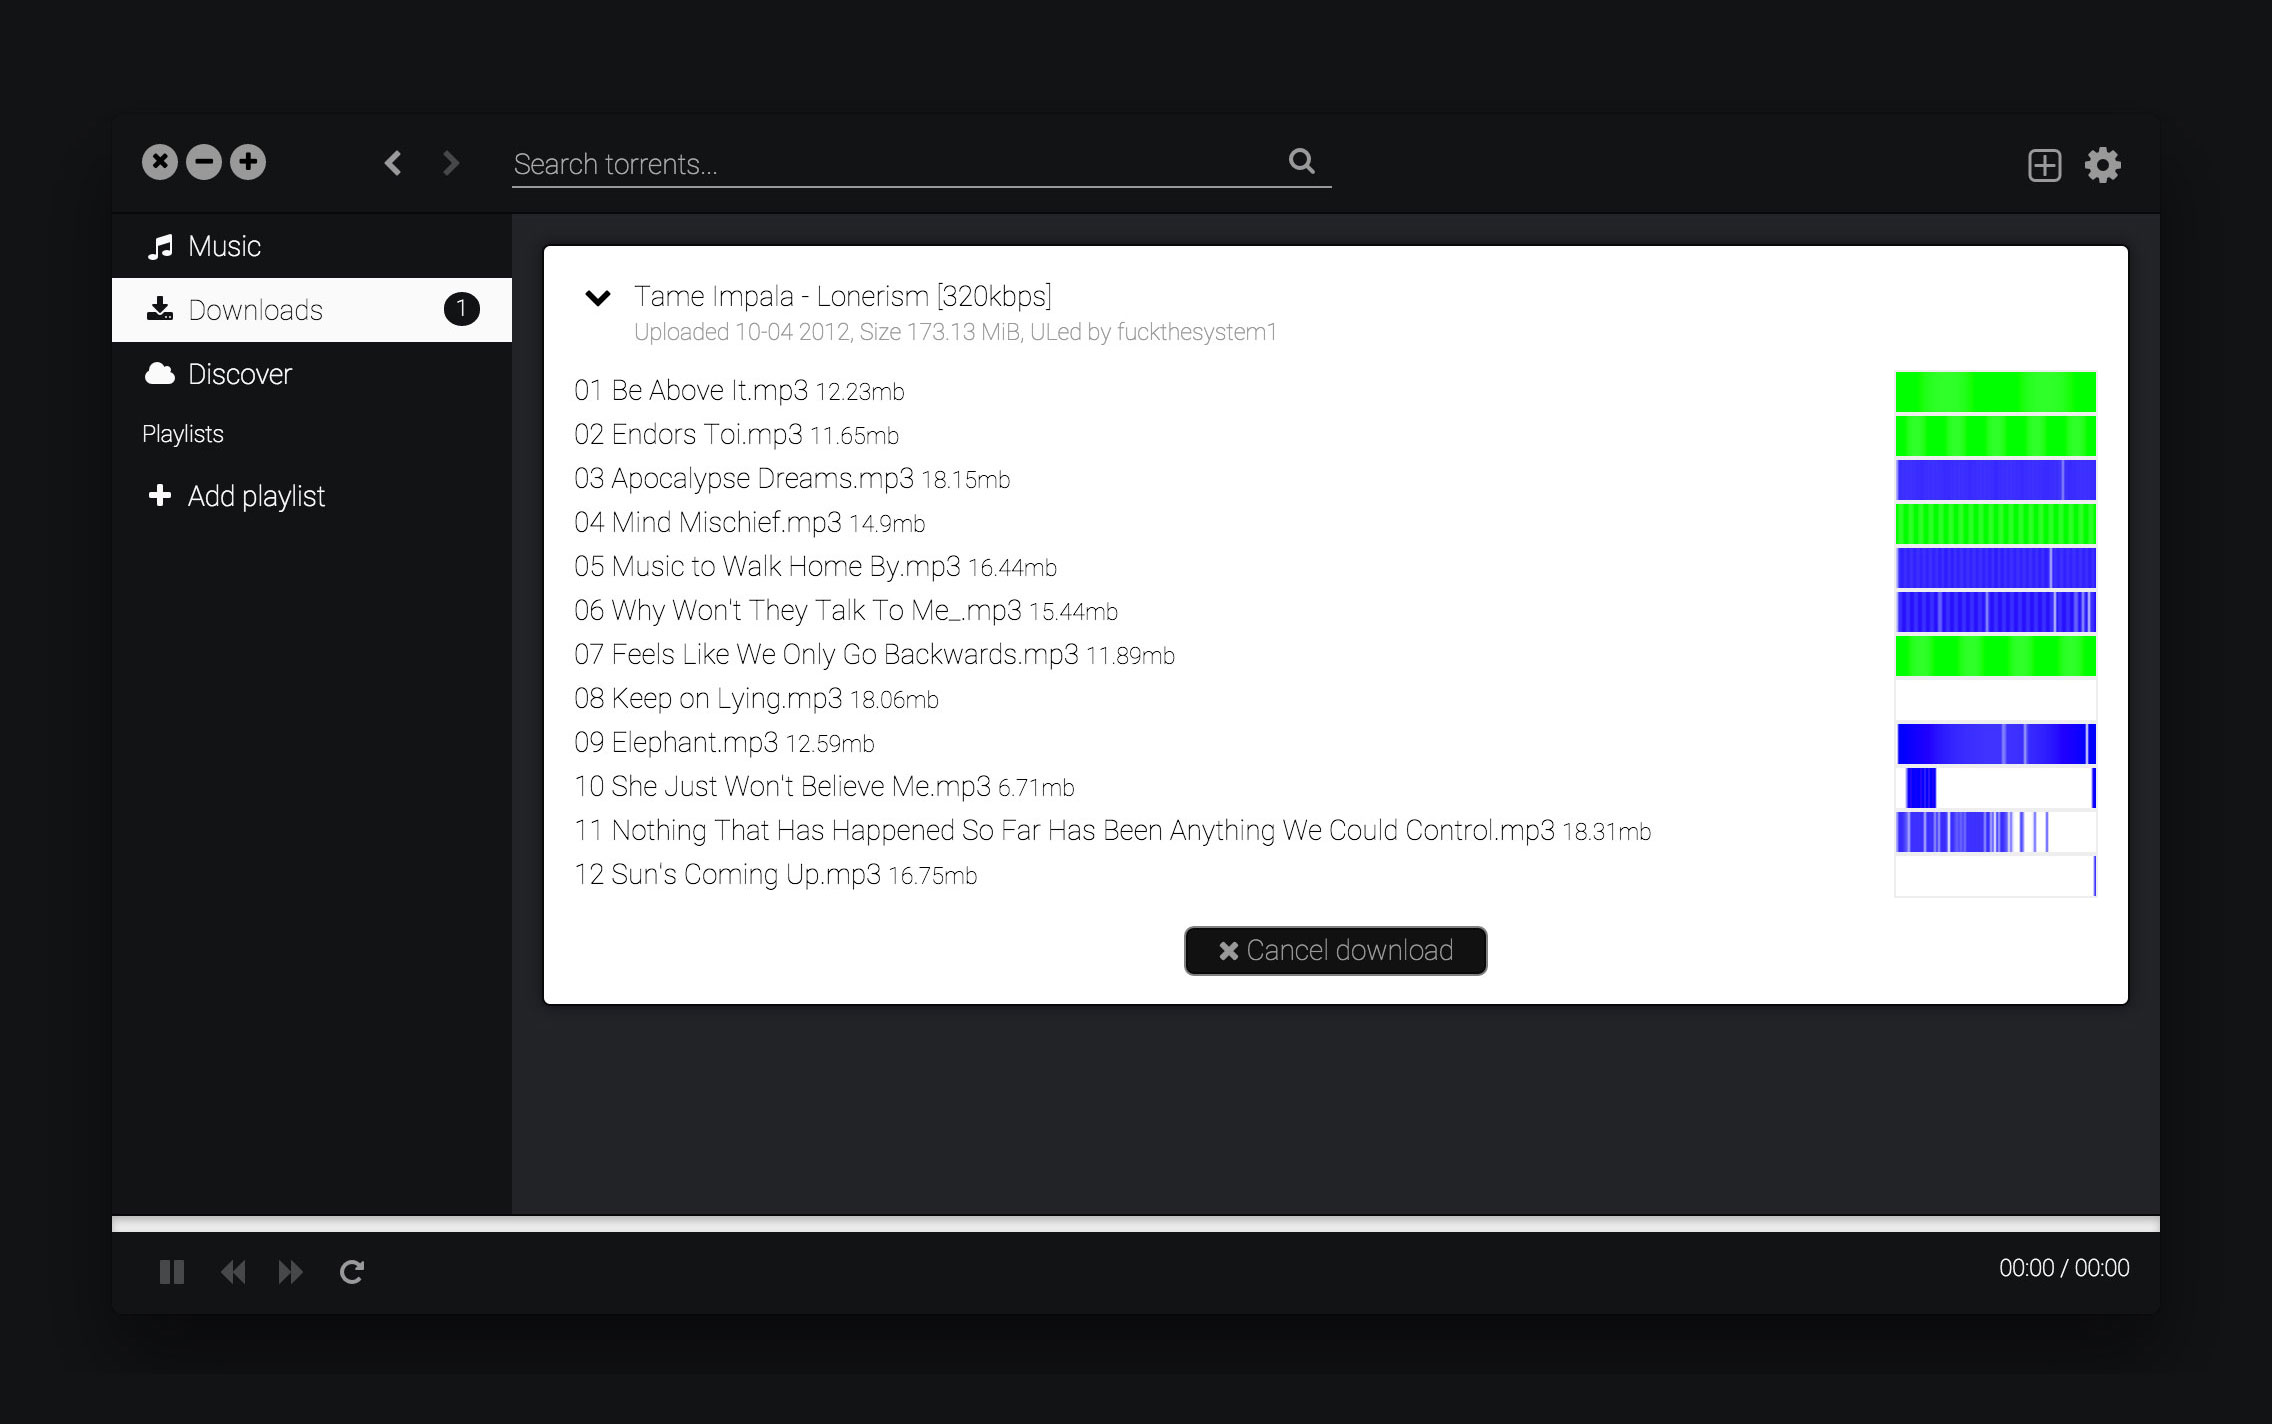 Search torrents...
Music
Downloads 1
Discover
Playlists
Add playlist
Tame Impala - Lonerism [320kbps]
Uploaded 10-04 2012, Size 173.13 MiB, ULed by fuckthesystem1
01 Be Above It.mp3 12.23mb
02 Endors Toi.mp3 11.65mb
03 Apocalypse Dreams.mp3 18.15mb
04 Mind Mischief.mp3 14.9mb
05 Music to Walk Home By.mp3 16.44mb
06 Why Won't They Talk To Me_.mp3 15.44mb
07 Feels Like We Only Go Backwards.mp3 11.89mb
08 Keep on Lying.mp3 18.06mb
09 Elephant.mp3 12.59mb
10 She Just Won't Believe Me.mp3 6.71mb
11 Nothing That Has Happened So Far Has Been Anything We Could Control.mp3 18.31mb
12 Sun's Coming Up.mp3 16.75mb
Cancel download
00:00 / 00:00